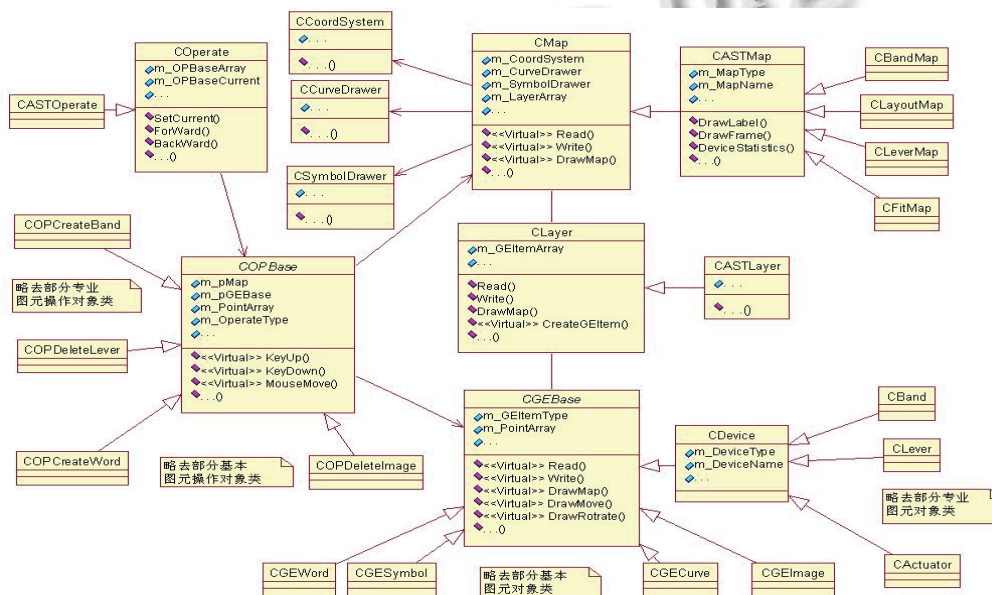 CCoordSystem
. . .
. . .()
COperate
m_OPBaseArray
m_OPBaseCurrent
. . .
SetCurrent()
ForWard()
BackWard()
. . .()
CASTOperate
CCurveDrawer
. . .
. . .()
CSymbolDrawer
. . .
. . .()
CMap
m_CoordSystem
m_CurveDrawer
m_SymbolDrawer
m_LayerArray
. . .
<<Virtual>> Read()
<<Virtual>> Write()
<<Virtual>> DrawMap()
. . .()
CASTMap
m_MapType
m_MapName
. . .
DrawLabel()
DrawFrame()
DeviceStatistics()
. . .()
CBandMap
CLayoutMap
CLeverMap
CFitMap
COPCreateBand
略去部分专业
图元操作对象类
COPDeleteLever
COPCreateWord
COPBase
m_pMap
m_pGEBase
m_PointArray
m_OperateType
. . .
<<Virtual>> KeyUp()
<<Virtual>> KeyDown()
<<Virtual>> MouseMove()
. . .()
略去部分基本
图元操作对象类
COPDeleteImage
CLayer
m_GEItemArray
. . .
Read()
Write()
DrawMap()
<<Virtual>> CreateGEItem()
. . .()
CASTLayer
. . .
. . .()
CGEBase
m_GEItemType
m_PointArray
. . .
<<Virtual>> Read()
<<Virtual>> Write()
<<Virtual>> DrawMap()
<<Virtual>> DrawMove()
<<Virtual>> DrawRotrate()
. . .()
CDevice
m_DeviceType
m_DeviceName
. . .
CBand
CLever
略去部分专业
图元对象类
CActuator
CGEWord
CGESymbol
略去部分基本
图元对象类
CGECurve
CGEImage